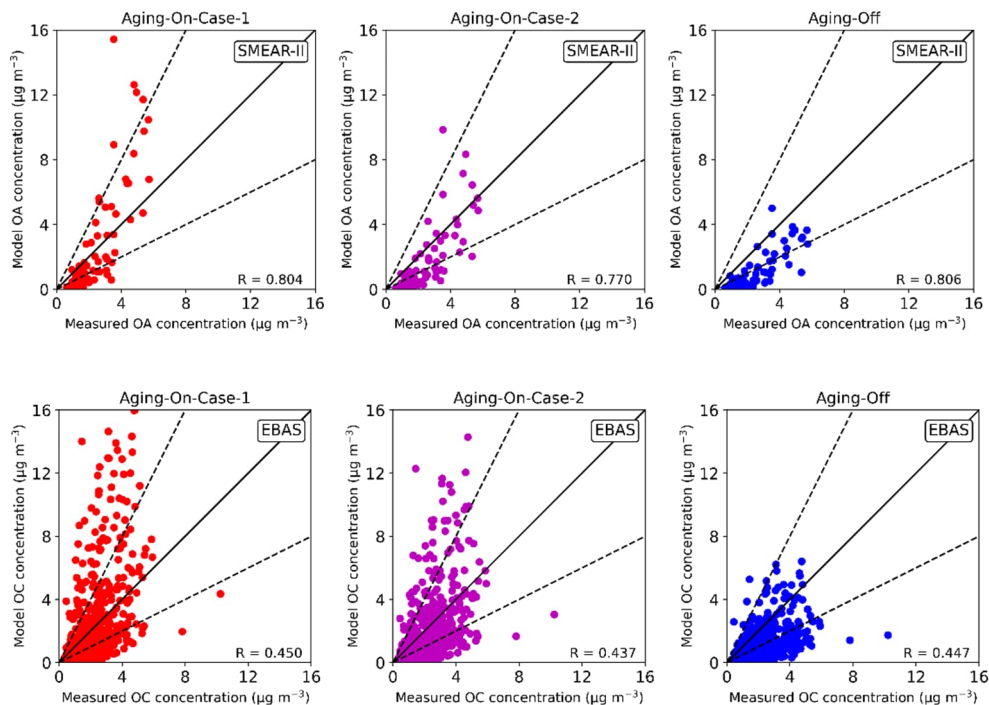 Aging-On-Case-1
Aging-On-Case-2
Aging-Off
Model OA concentration (μg m⁻³)
16
12
8
4
0
SMEAR-II
R = 0.804
0 4 8 12 16
Measured OA concentration (μg m⁻³)
Model OA concentration (μg m⁻³)
16
12
8
4
0
SMEAR-II
R = 0.770
0 4 8 12 16
Measured OA concentration (μg m⁻³)
Model OA concentration (μg m⁻³)
16
12
8
4
0
SMEAR-II
R = 0.806
0 4 8 12 16
Measured OA concentration (μg m⁻³)
Aging-On-Case-1
Aging-On-Case-2
Aging-Off
Model OC concentration (μg m⁻³)
16
12
8
4
0
EBAS
R = 0.450
0 4 8 12 16
Measured OC concentration (μg m⁻³)
Model OC concentration (μg m⁻³)
16
12
8
4
0
EBAS
R = 0.437
0 4 8 12 16
Measured OC concentration (μg m⁻³)
Model OC concentration (μg m⁻³)
16
12
8
4
0
EBAS
R = 0.447
0 4 8 12 16
Measured OC concentration (μg m⁻³)